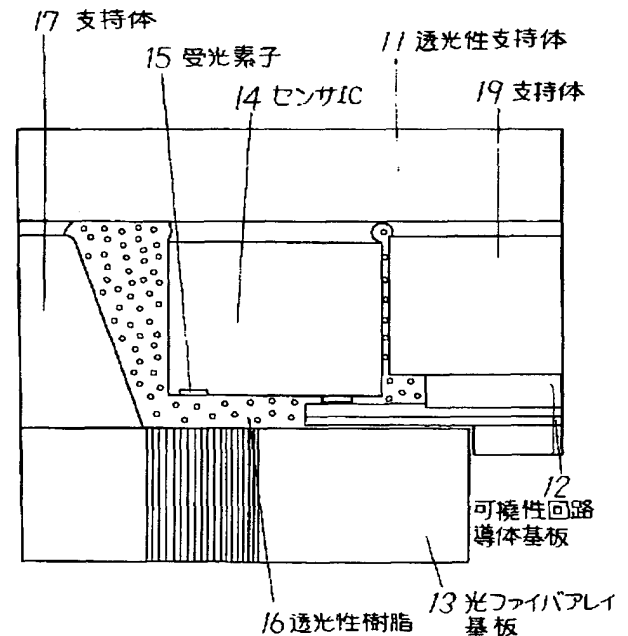 17 支持体
15 受光素子
11 透光性支持体
14 センサIC
19 支持体
12
可撓性回路
導体基板
13 光ファイバアレイ
基板
16 透光性樹脂